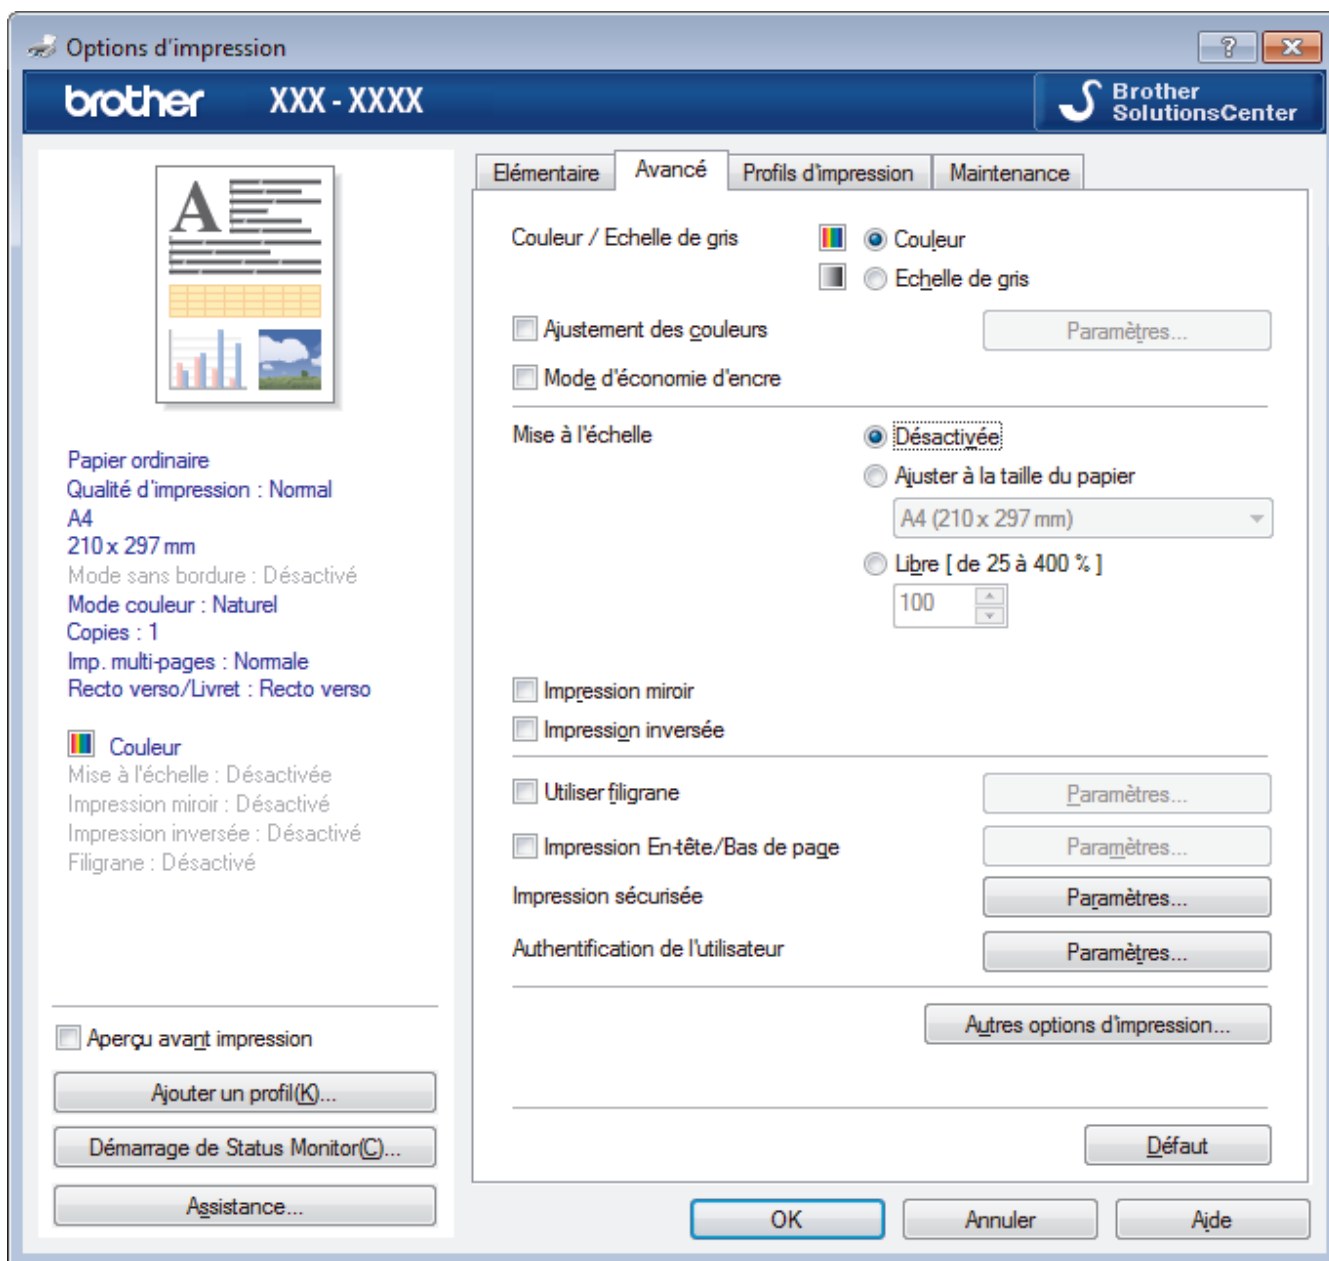 Options d'impression
brother XXX - XXXX
Brother
SolutionsCenter
A
Papier ordinaire
Qualité d'impression : Normal
A4
210 x 297 mm
Mode sans bordure : Désactivé
Mode couleur : Naturel
Copies : 1
Imp. multi-pages : Normale
Recto verso/Livret : Recto verso
Couleur
Mise à l'échelle : Désactivée
Impression miroir : Désactivé
Impression inversée : Désactivé
Filigrane : Désactivé
Aperçu avant impression
Ajouter un profil(K)...
Démarrage de Status Monitor(C)...
Assistance...
Elémentaire Avancé Profils d'impression Maintenance
Couleur / Echelle de gris Couleur
Echelle de gris
Ajustement des couleurs Paramètres...
Mode d'économie d'encre
Mise à l'échelle Désactivée
Ajuster à la taille du papier
A4 (210 x 297 mm)
Libre [ de 25 à 400 % ]
100
Impression miroir
Impression inversée
Utiliser filigrane Paramètres...
Impression En-tête/Bas de page Paramètres...
Impression sécurisée Paramètres...
Authentification de l'utilisateur Paramètres...
Autres options d'impression...
Défaut
OK Annuler Aide